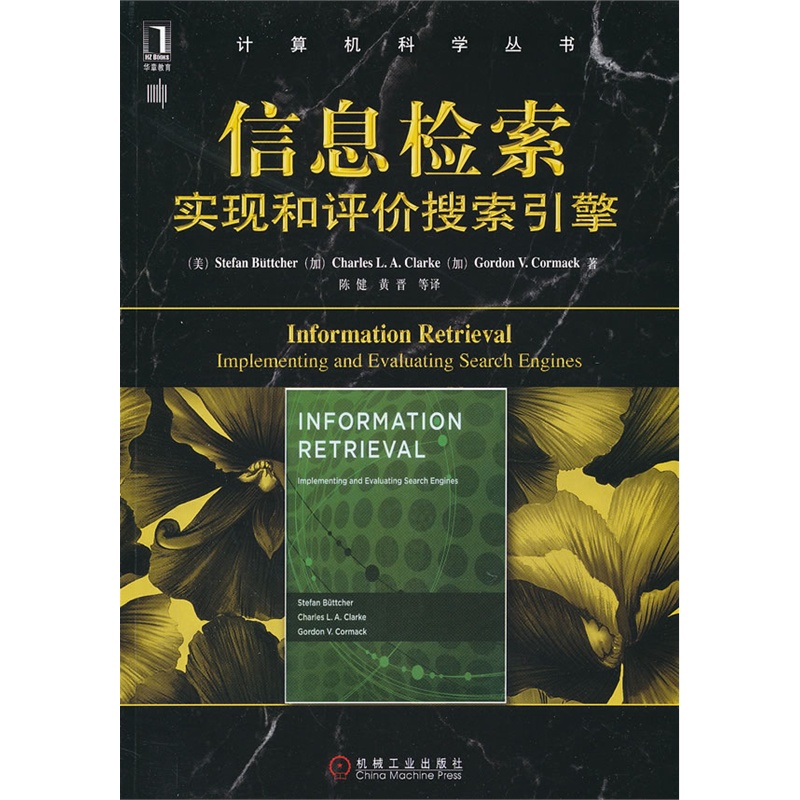 计算机科学丛书
HZ BOOKS
华章教育
信息检索
实现和评价搜索引擎
（美）Stefan Büttcher（加）Charles L. A. Clarke（加）Gordon V. Cormack 著
陈健 黄晋 等译
Information Retrieval
Implementing and Evaluating Search Engines
INFORMATION
RETRIEVAL
Implementing and Evaluating Search Engines
Stefan Büttcher
Charles L. A. Clarke
Gordon V. Cormack
机械工业出版社
China Machine Press